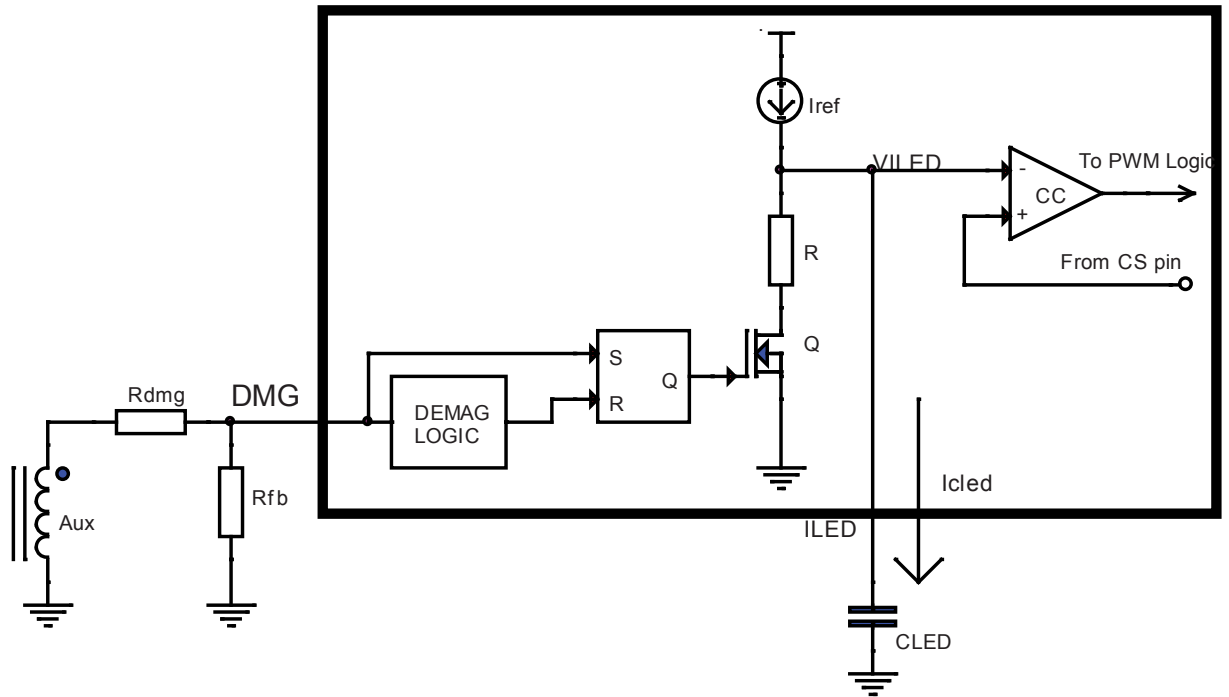 Iref
VILED
To PWM Logic
-
CC
+
R
From CS pin
S
Q
Q
Rdmg
DMG
R
DEMAG
LOGIC
Rfb
Icled
Aux
ILED
CLED